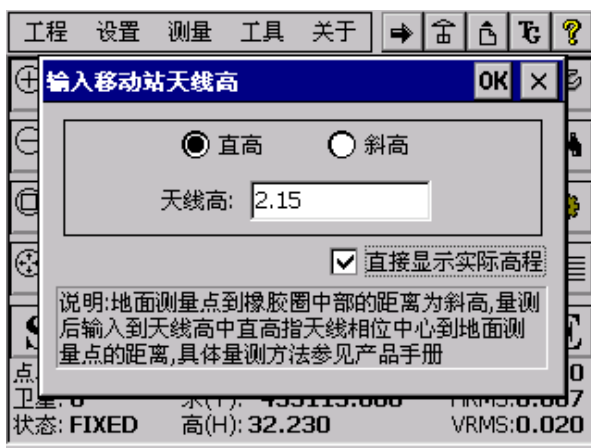 工程 设置 测量 工具 关于
输入移动站天线高 OK
直高 斜高
天线高: 2.15
直接显示实际高程
说明:地面测量点到橡胶圈中部的距离为斜高,量测
后输入到天线高中直高指天线相位中心到地面测
量点的距离,具体量测方法参见产品手册
状态: FIXED 高(H): 32.230 VRMS:0.020